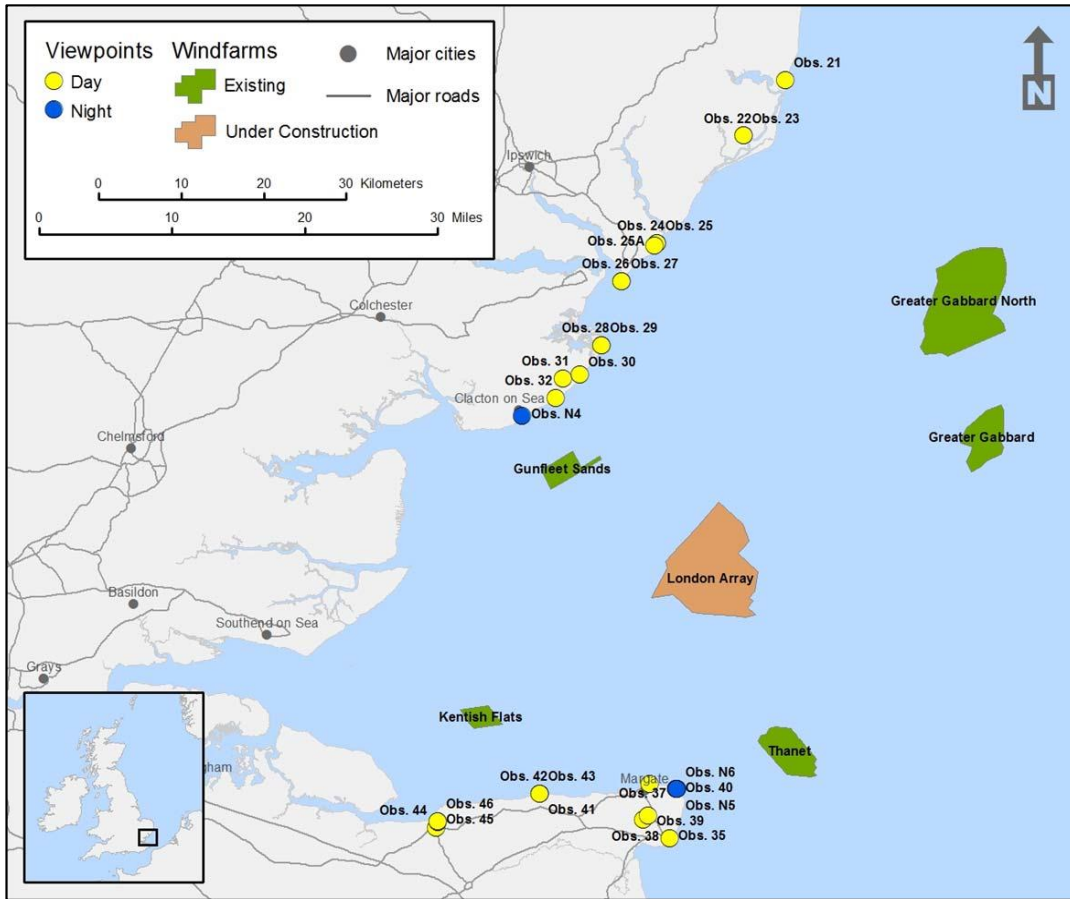 Viewpoints
Day
Night
Windfarms
Existing
Under Construction
Major cities
Major roads
0 10 20 30 Kilometers
0 10 20 30 Miles
N
Obs. 21
Obs. 22 Obs. 23
Ipswich
Obs. 24 Obs. 25
Obs. 25A
Obs. 26 Obs. 27
Greater Gabbard North
Colchester
Obs. 28 Obs. 29
Obs. 31
Obs. 30
Obs. 32
Clacton on Sea
Obs. N4
Greater Gabbard
Chelmsford
Gunfleet Sands
London Array
Basildon
Southend on Sea
Grays
Kentish Flats
Thanet
gham
Margate
Obs. N6
Obs. 42 Obs. 43
Obs. 37
Obs. 40
Obs. 44
Obs. 46
Obs. 41
Obs. N5
Obs. 45
Obs. 39
Obs. 38
Obs. 35